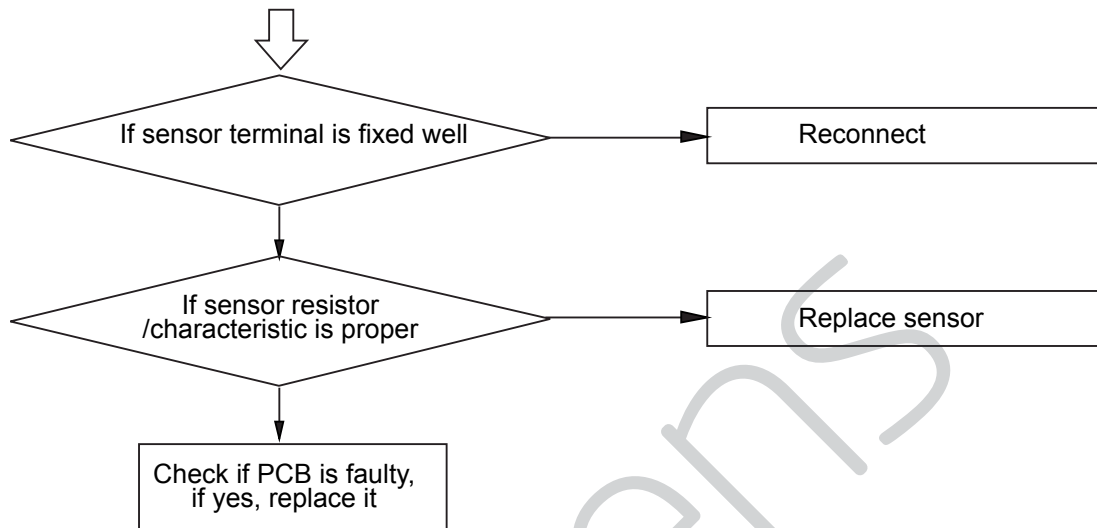 If sensor terminal is fixed well
Reconnect
If sensor resistor
/characteristic is proper
Replace sensor
Check if PCB is faulty,
if yes, replace it
ens